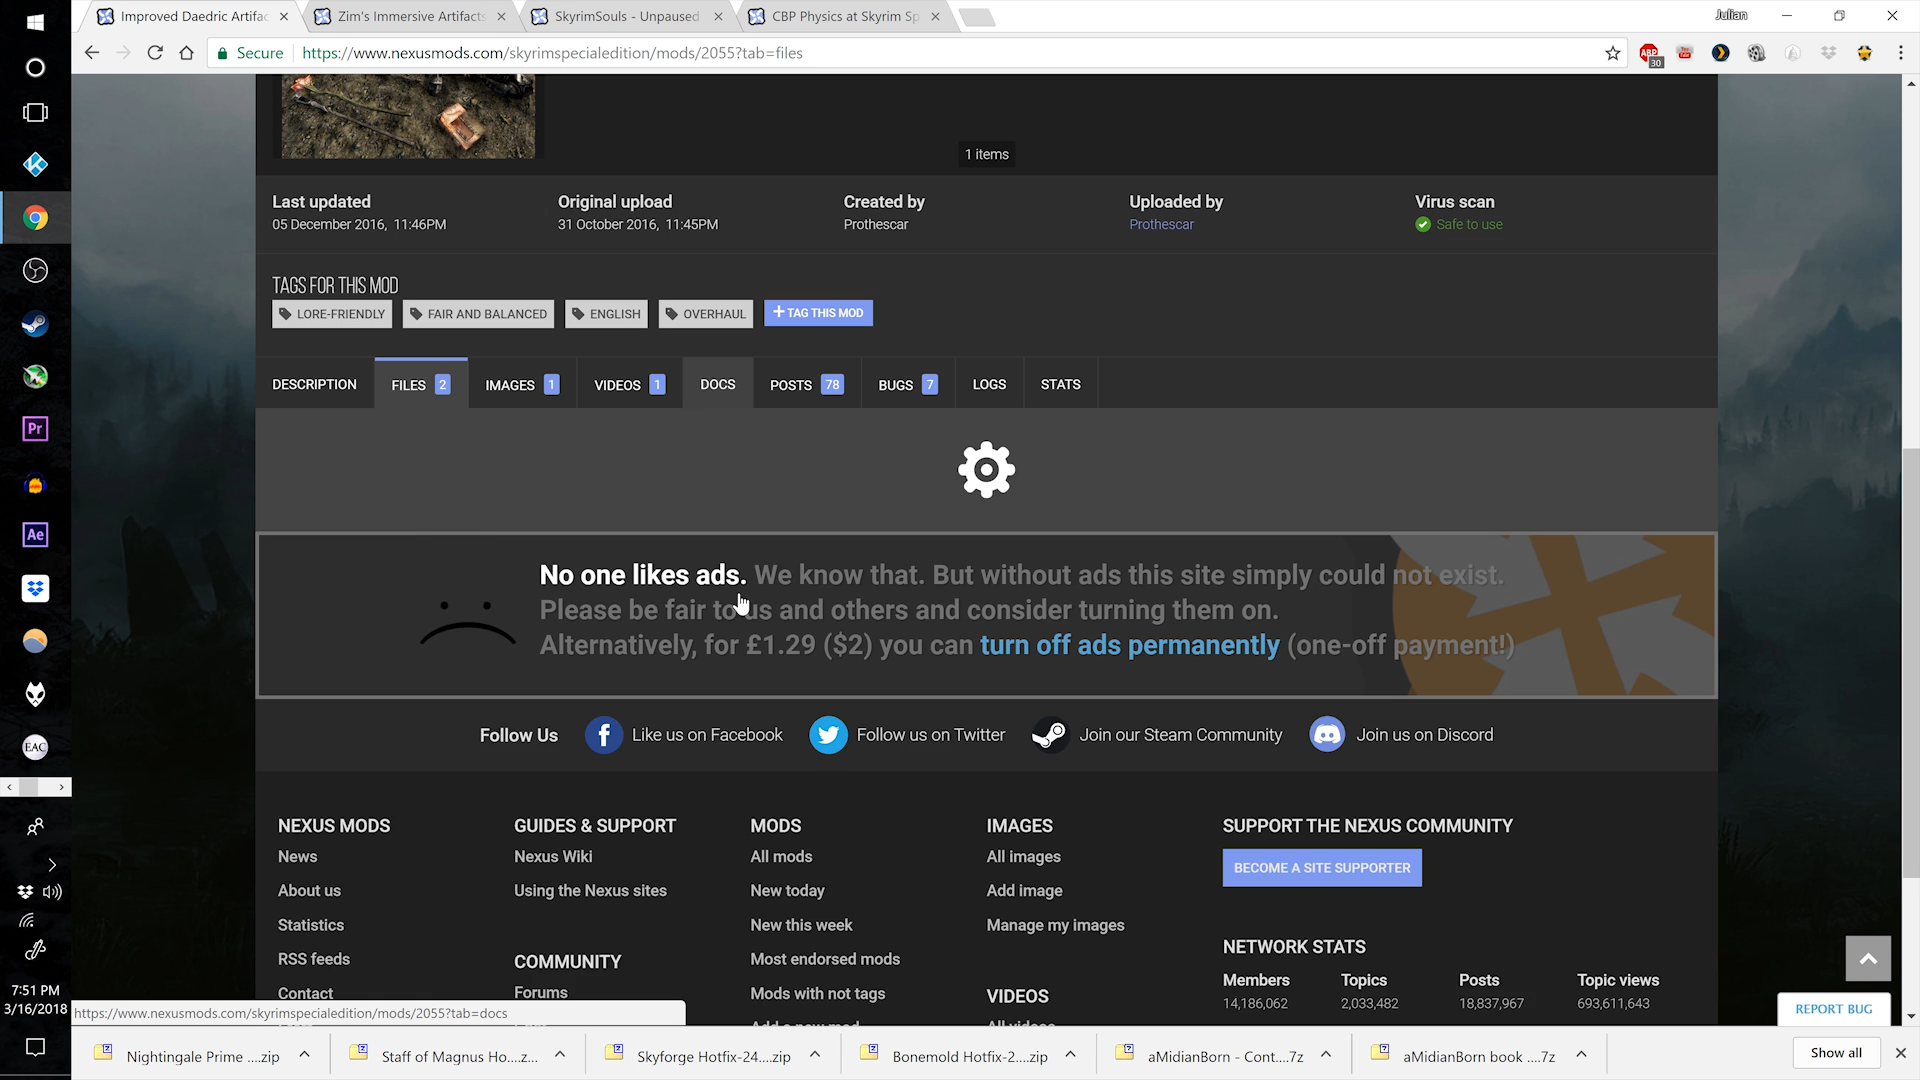 Improved Daedric Artifac
Zim's Immersive Artifacts
SkyrimSouls - Unpaused
CBP Physics at Skyrim Sp
Julian
Secure
https://www.nexusmods.com/skyrimspecialedition/mods/2055?tab=files
ABP
30
1 items
Last updated
05 December 2016, 11:46PM
Original upload
31 October 2016, 11:45PM
Created by
Prothescar
Uploaded by
Prothescar
Virus scan
Safe to use
TAGS FOR THIS MOD
LORE-FRIENDLY
FAIR AND BALANCED
ENGLISH
OVERHAUL
+ TAG THIS MOD
DESCRIPTION
FILES 2
IMAGES 1
VIDEOS 1
DOCS
POSTS 78
BUGS 7
LOGS
STATS
No one likes ads. We know that. But without ads this site simply could not exist.
Please be fair to us and others and consider turning them on.
Alternatively, for £1.29 ($2) you can turn off ads permanently (one-off payment!)
Follow Us
Like us on Facebook
Follow us on Twitter
Join our Steam Community
Join us on Discord
NEXUS MODS
News
About us
Statistics
RSS feeds
Contact
GUIDES & SUPPORT
Nexus Wiki
Using the Nexus sites
COMMUNITY
Forums
MODS
All mods
New today
New this week
Most endorsed mods
Mods with not tags
Add a new mod
IMAGES
All images
Add image
Manage my images
VIDEOS
All videos
SUPPORT THE NEXUS COMMUNITY
BECOME A SITE SUPPORTER
NETWORK STATS
Members
14,186,062
Topics
2,033,482
Posts
18,837,967
Topic views
693,611,643
REPORT BUG
https://www.nexusmods.com/skyrimspecialedition/mods/2055?tab=docs
Pr
Ae
EAC
7:51 PM
3/16/2018
Nightingale Prime ....zip
Staff of Magnus Ho....z...
Skyforge Hotfix-24....zip
Bonemold Hotfix-2....zip
aMidianBorn - Cont....7z
aMidianBorn book ....7z
Show all